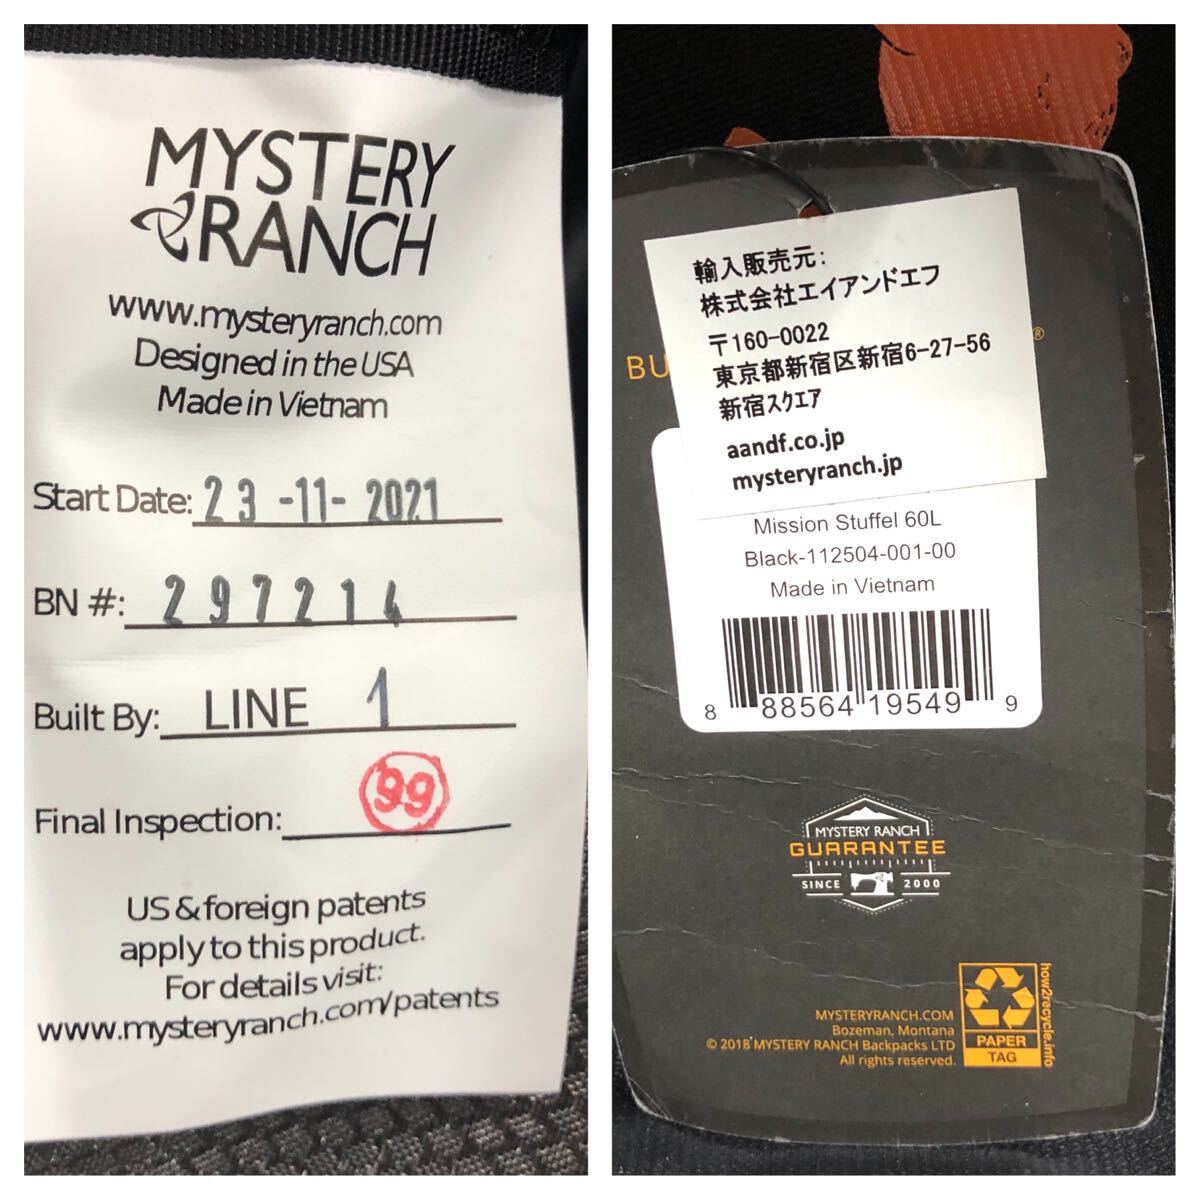 MYSTERY
RANCH
www.mysteryranch.com
Designed in the USA
Made in Vietnam
Start Date: 23-11-2021
BN #: 297214
Built By: LINE 1
Final Inspection: 99
US & foreign patents
apply to this product.
For details visit:
www.mysteryranch.com/patents
輸入販売元:
株式会社エイアンドエフ
〒160-0022
東京都新宿区新宿6-27-56
新宿スクエア
aandf.co.jp
mysteryranch.jp
BU
®
Mission Stuffel 60L
Black-112504-001-00
Made in Vietnam
8 88564 19549 9
MYSTERY RANCH
GUARANTEE
SINCE 2000
MYSTERYRANCH.COM
Bozeman, Montana
© 2018 MYSTERY RANCH Backpacks LTD
All rights reserved.
PAPER
TAG
how2recycle.info